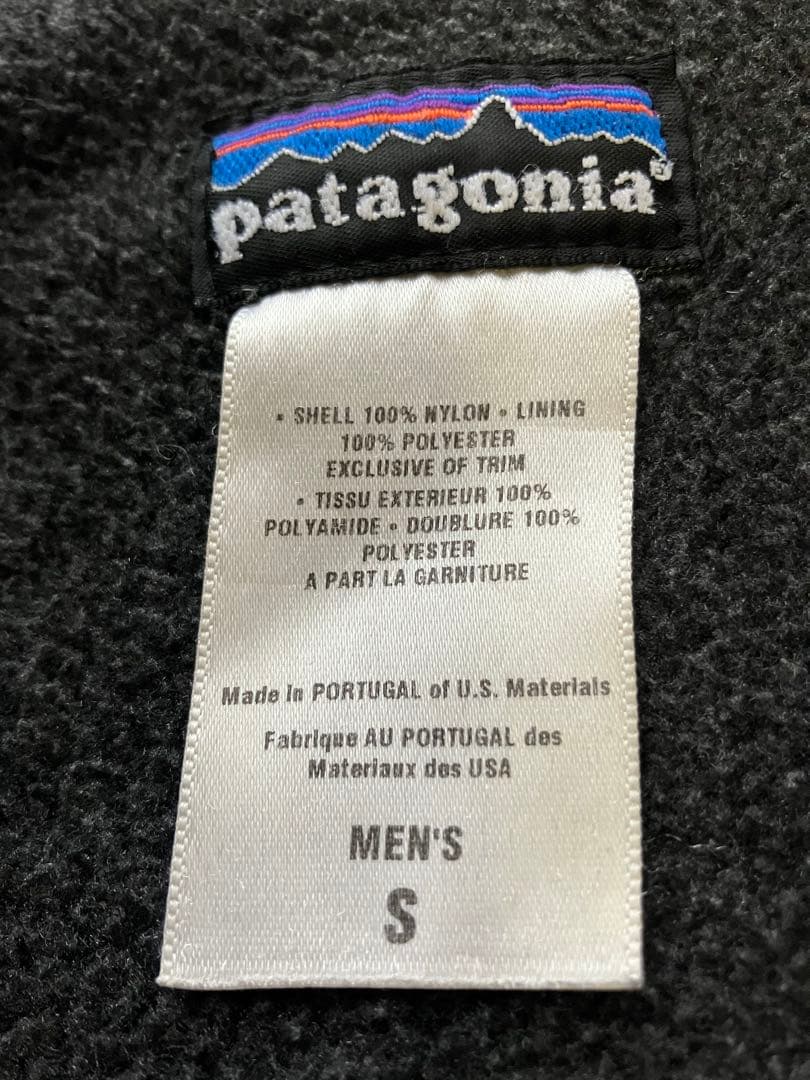 patagonia®
• SHELL 100% NYLON • LINING
100% POLYESTER
EXCLUSIVE OF TRIM
• TISSU EXTERIEUR 100%
POLYAMIDE • DOUBLURE 100%
POLYESTER
A PART LA GARNITURE
Made in PORTUGAL of U.S. Materials
Fabrique AU PORTUGAL des
Materiaux des USA
MEN'S
S